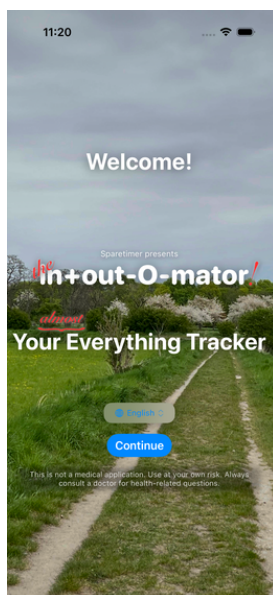 11:20
Welcome!
Sparetimer presents
the in+out-O-mator!
almost
Your Everything Tracker
English
Continue
This is not a medical application. Use at your own risk. Always
consult a doctor for health-related questions.